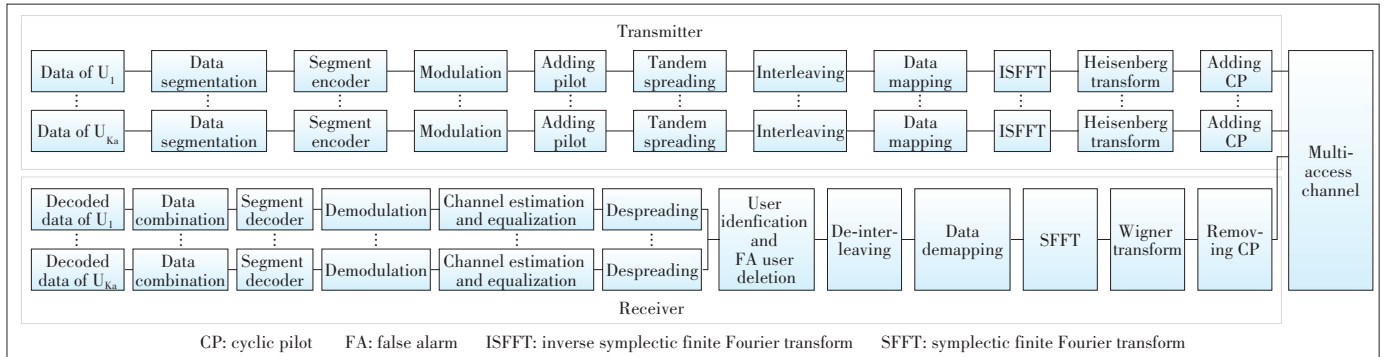 Transmitter
Data of U1
Data segmentation
Segment encoder
Modulation
Adding pilot
Tandem spreading
Interleaving
Data mapping
ISFFT
Heisenberg transform
Adding CP
Data of UKa
Data segmentation
Segment encoder
Modulation
Adding pilot
Tandem spreading
Interleaving
Data mapping
ISFFT
Heisenberg transform
Adding CP
Multi-
access
channel
Decoded
data of U1
Data
combination
Segment
decoder
Demodulation
Channel estimation
and equalization
Despreading
Decoded
data of UKa
Data
combination
Segment
decoder
Demodulation
Channel estimation
and equalization
Despreading
User
idenfication
and
FA user
deletion
De-inter-
leaving
Data
demapping
SFFT
Wigner
transform
Remov-
ing CP
Receiver
CP: cyclic pilot FA: false alarm ISFFT: inverse symplectic finite Fourier transform SFFT: symplectic finite Fourier transform